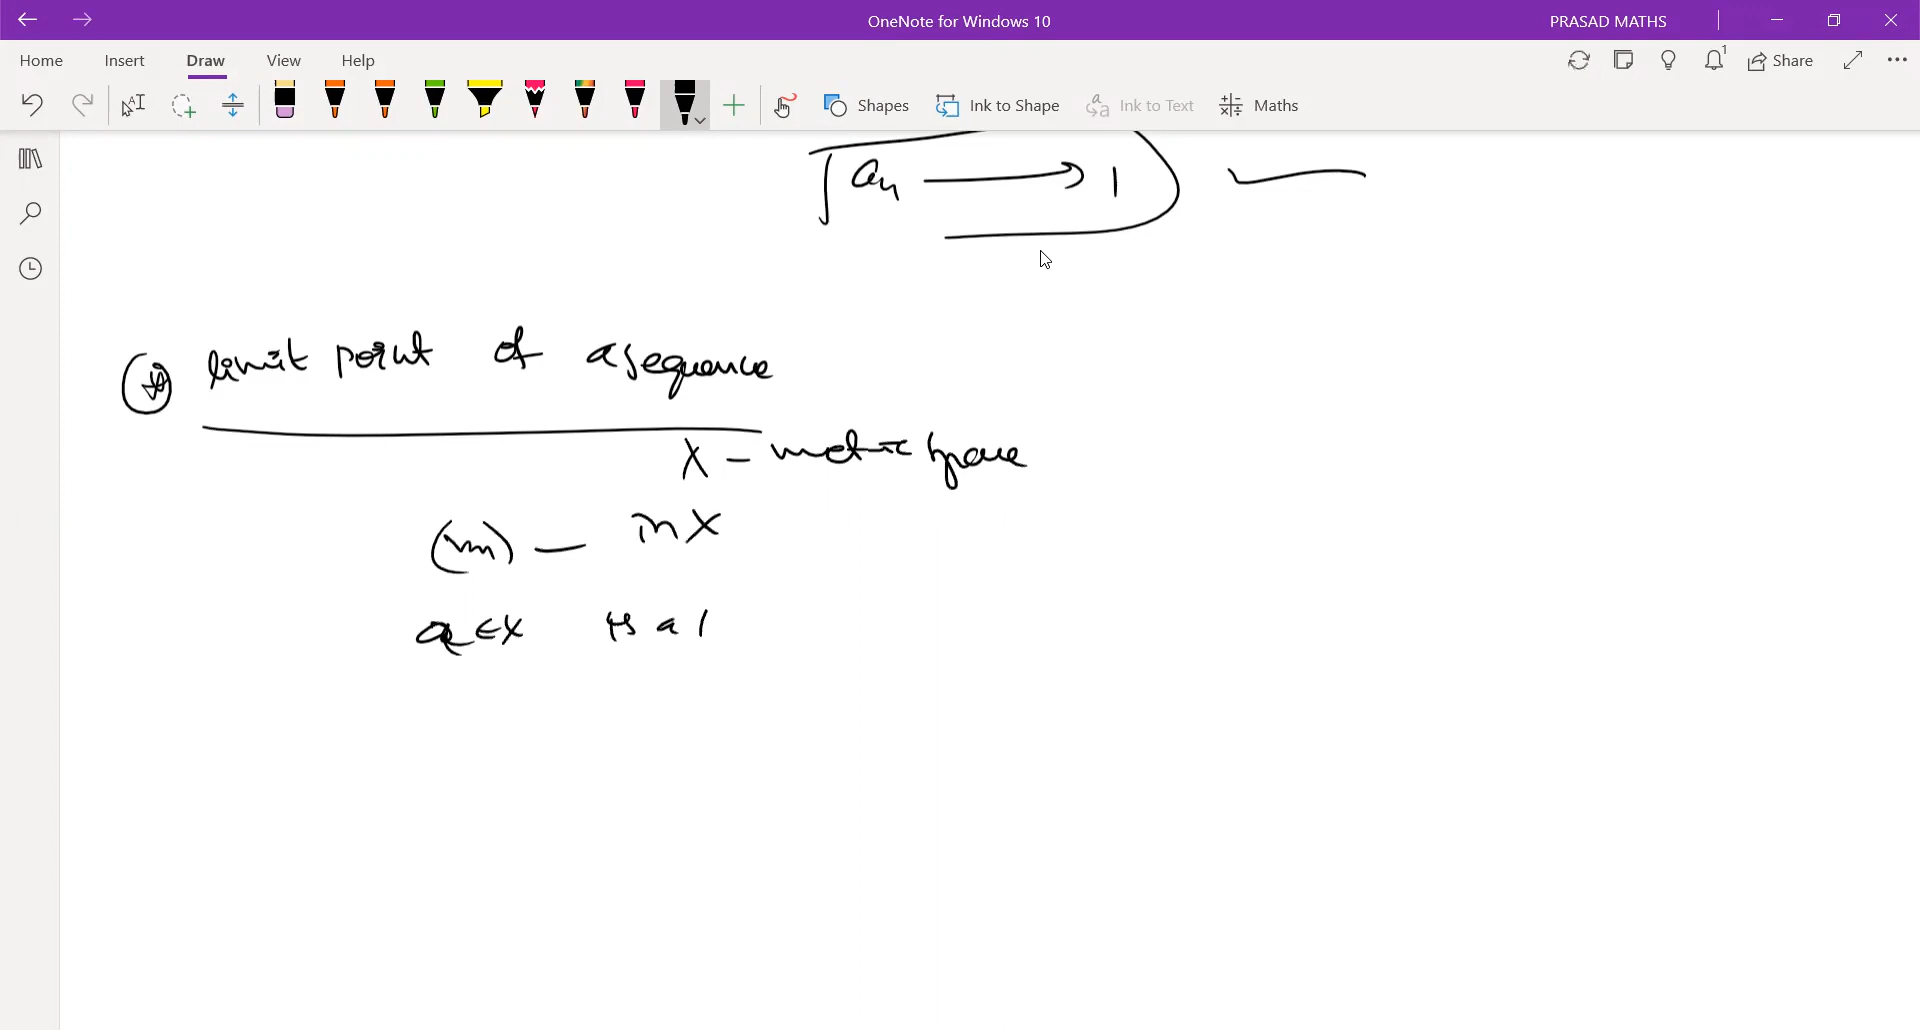 OneNote for Windows 10
PRASAD MATHS
Home Insert Draw View Help
1 Share
Shapes Ink to Shape Ink to Text Maths
an → 1
limit point of a sequence
X - metric space
(xn) - in X
a ∈ X is a l